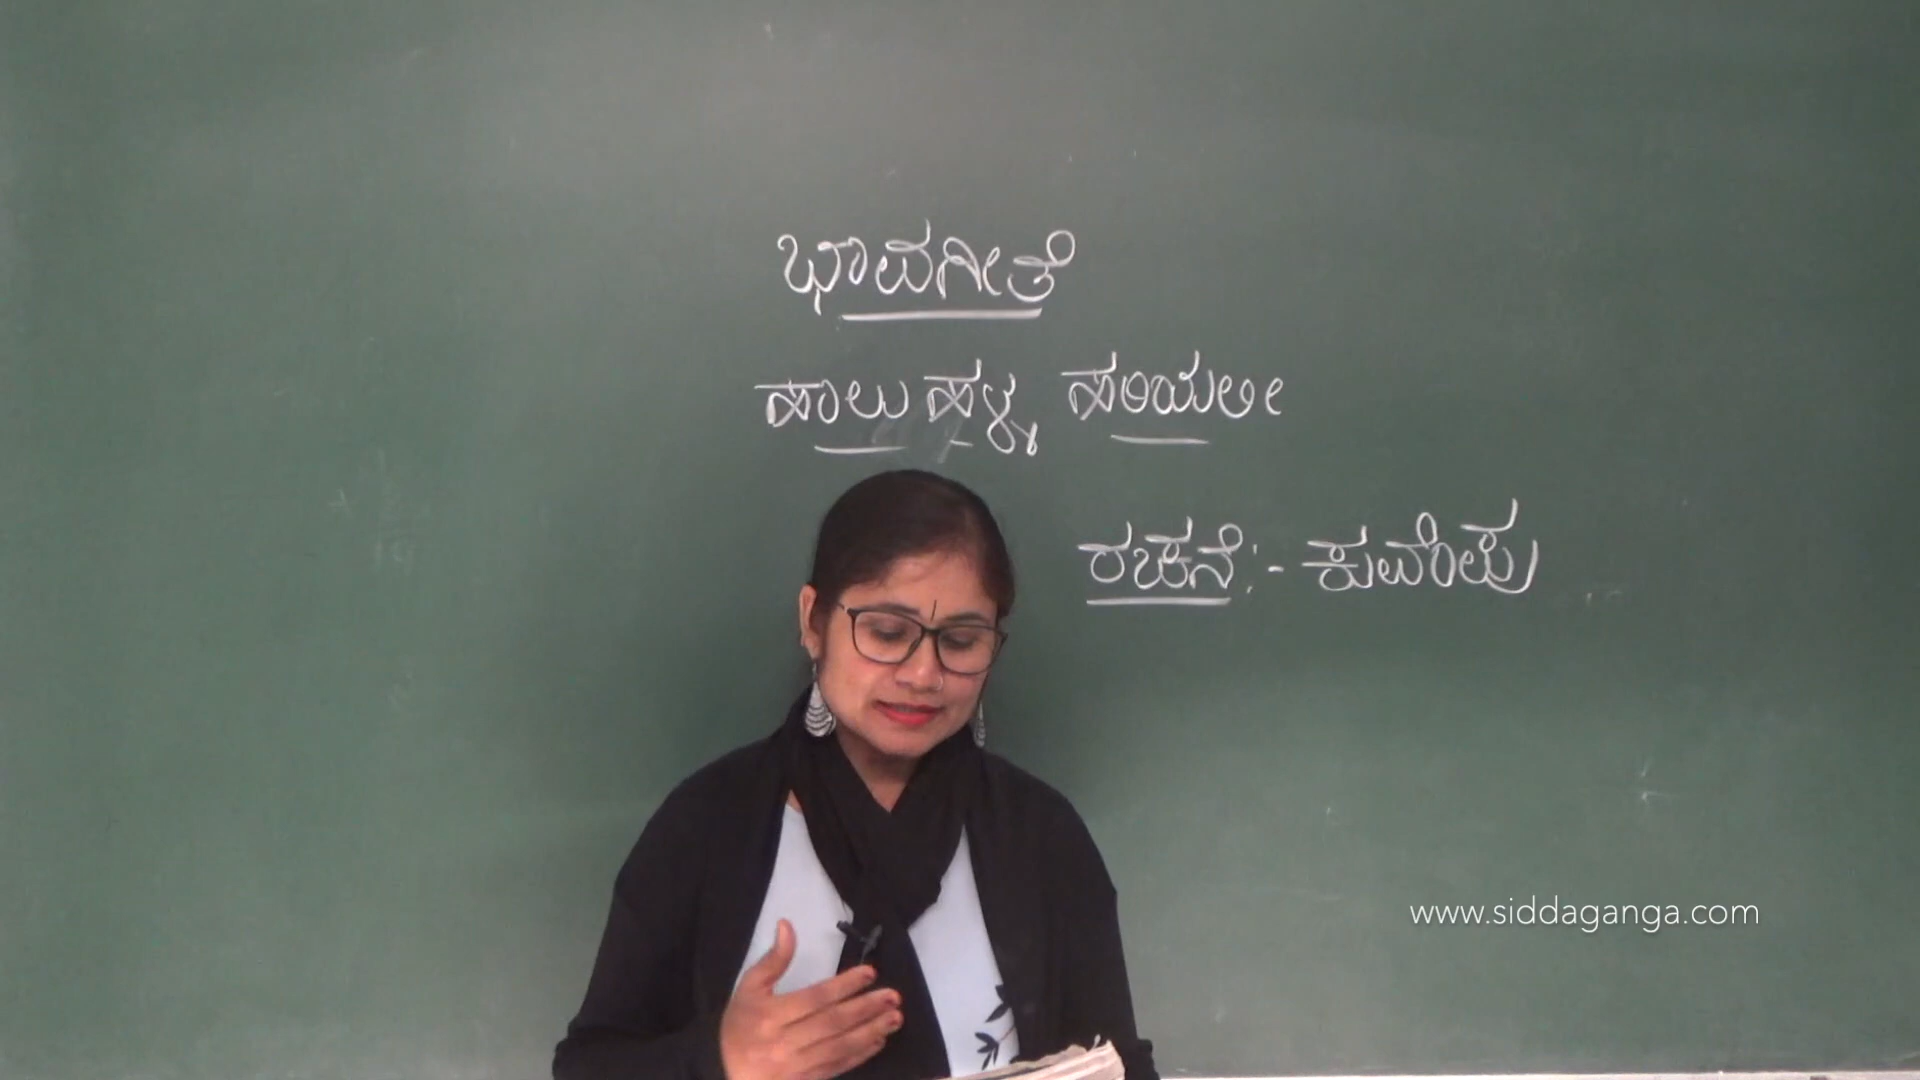 ಭಾವಗೀತೆ
ಹಾಲು ಹಳ್ಳ ಹರಿಯಲೀ
ರಚನೆ:- ಕುವೆಂಪು
www.siddaganga.com